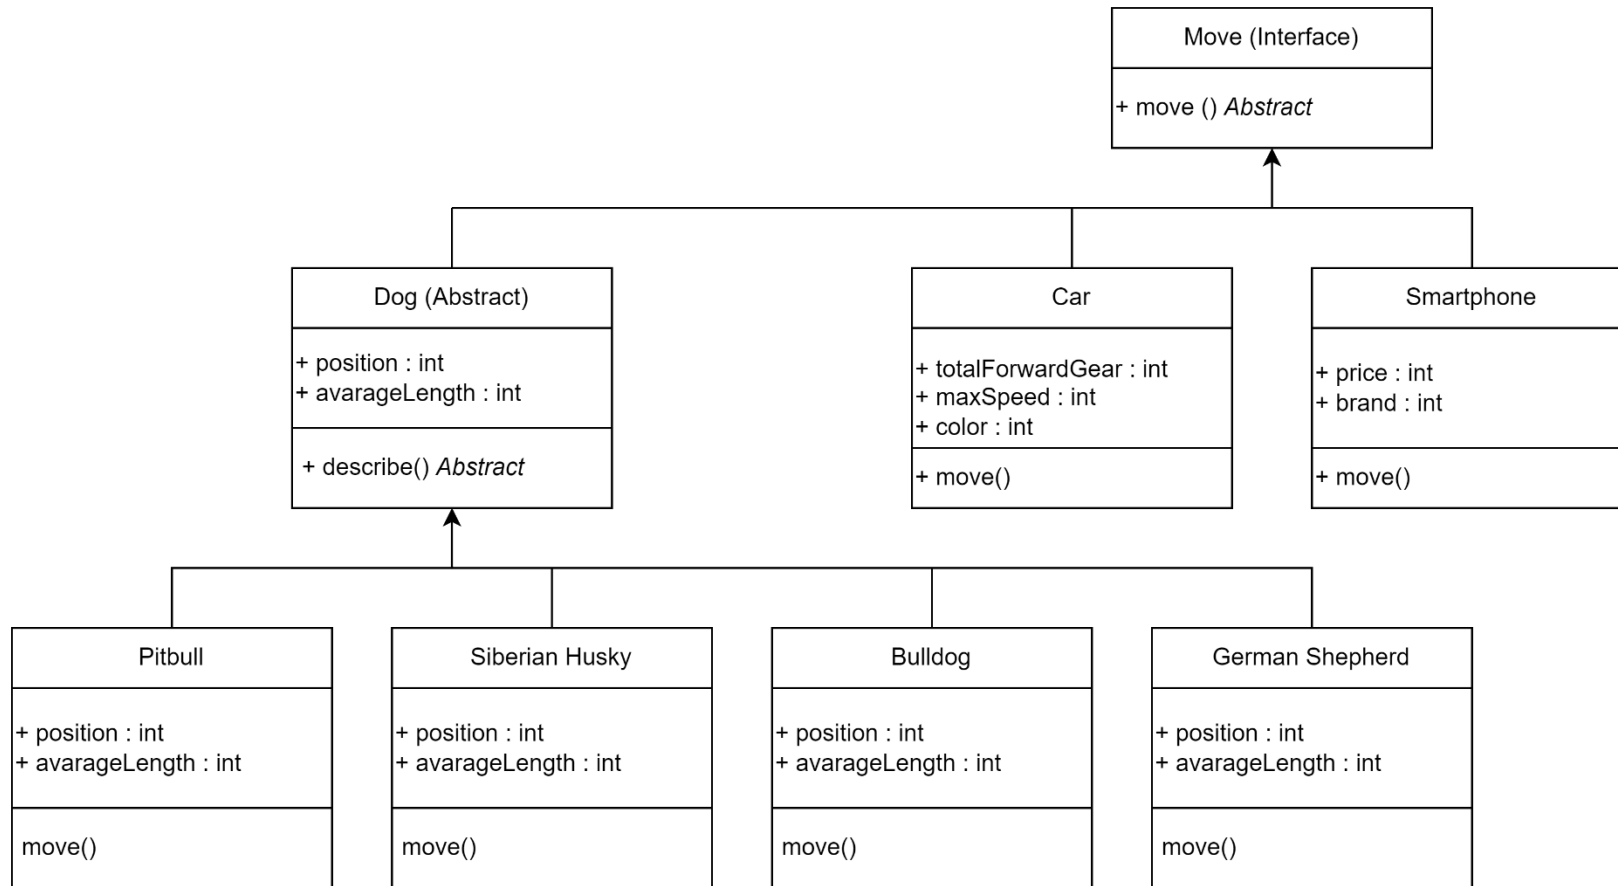 Move (Interface)
+ move () Abstract
Dog (Abstract)
+ position : int
+ avarageLength : int
+ describe() Abstract
Car
+ totalForwardGear : int
+ maxSpeed : int
+ color : int
+ move()
Smartphone
+ price : int
+ brand : int
+ move()
Pitbull
+ position : int
+ avarageLength : int
move()
Siberian Husky
+ position : int
+ avarageLength : int
move()
Bulldog
+ position : int
+ avarageLength : int
move()
German Shepherd
+ position : int
+ avarageLength : int
move()